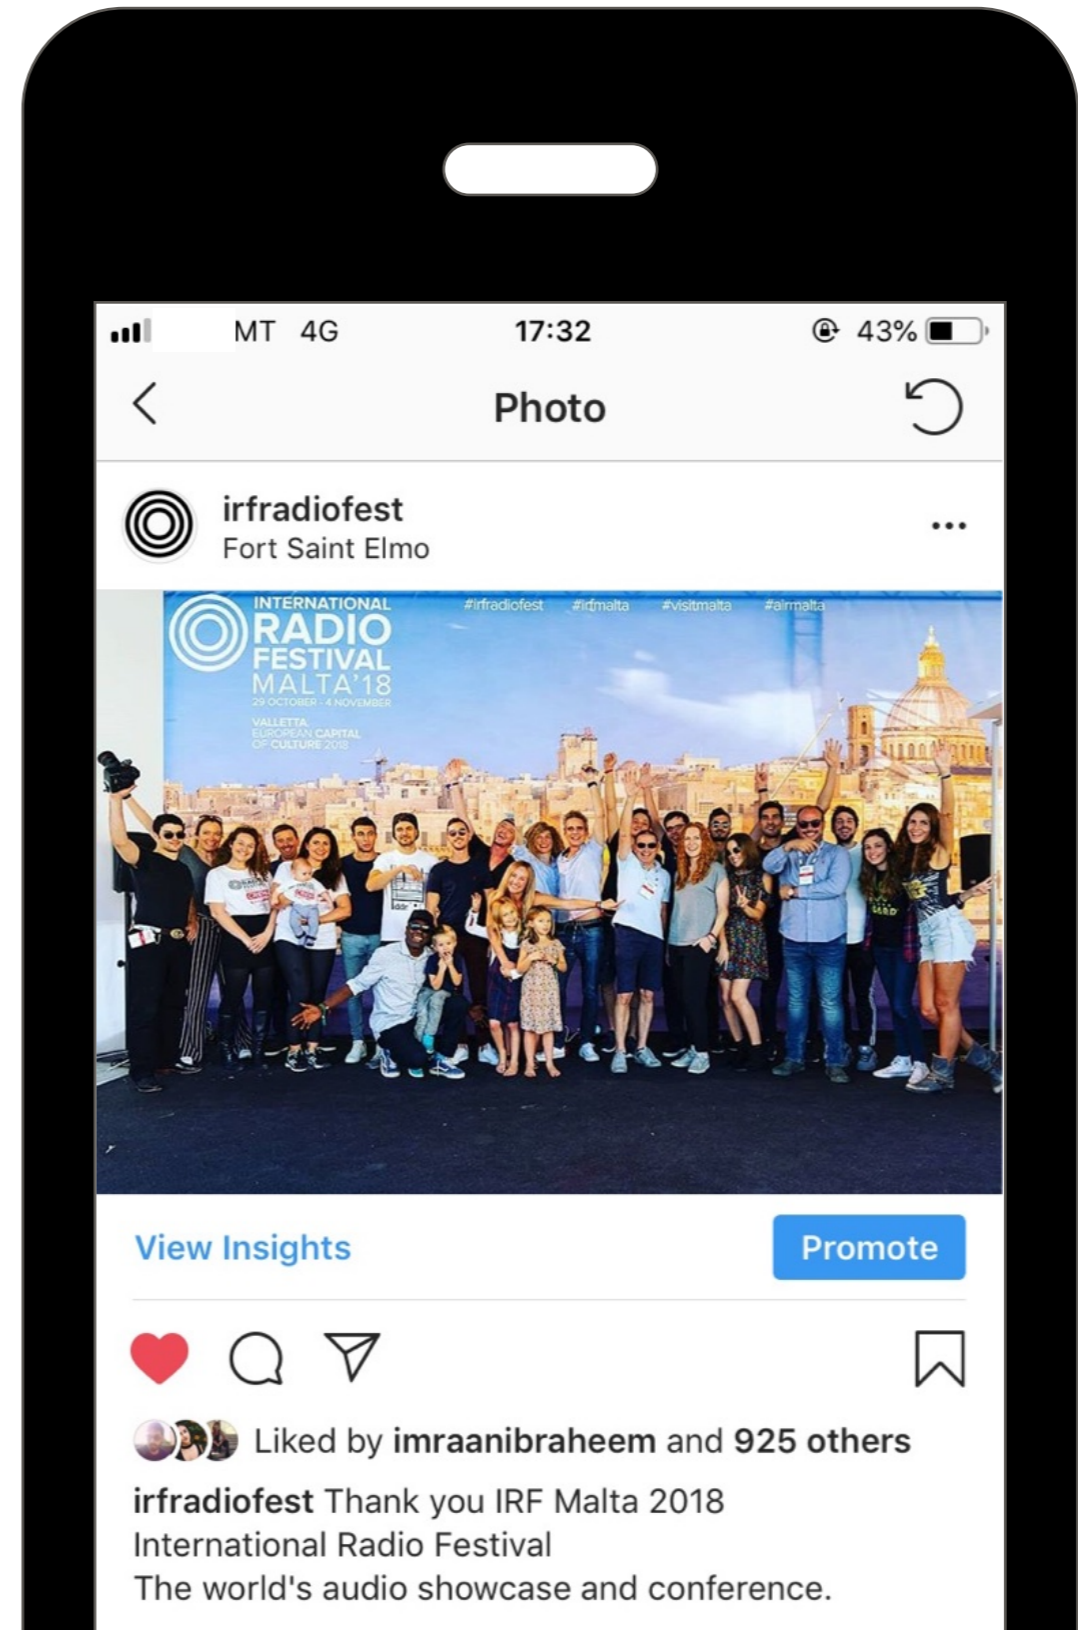 MT 4G 17:32 43%
Photo
irfradiofest
Fort Saint Elmo
INTERNATIONAL
RADIO
FESTIVAL
MALTA'18
29 OCTOBER - 4 NOVEMBER
VALLETTA
EUROPEAN CAPITAL
OF CULTURE 2018
#irfradiofest #irfmalta #visitmalta #airmalta
View Insights Promote
Liked by imraanibraheem and 925 others
irfradiofest Thank you IRF Malta 2018
International Radio Festival
The world's audio showcase and conference.